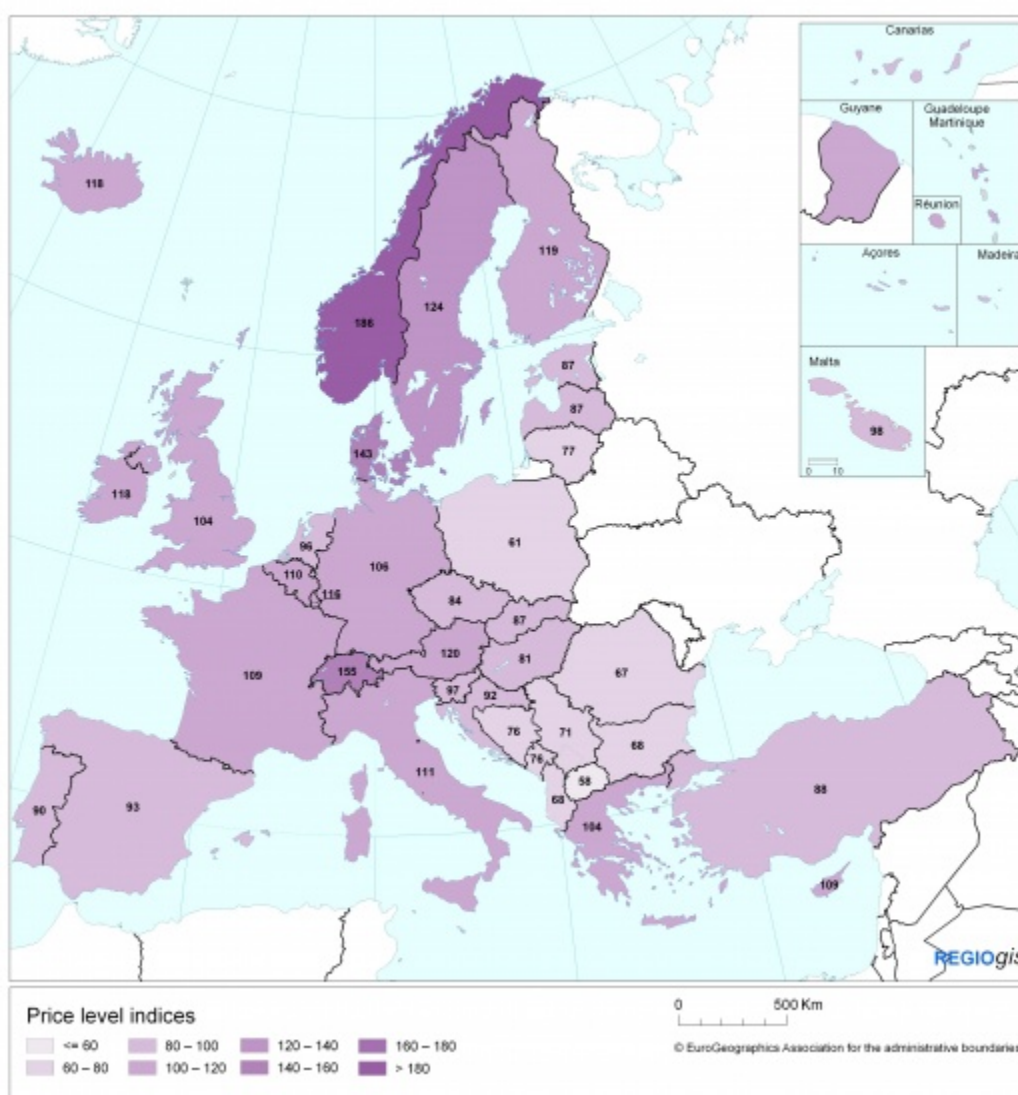 Canarias
Guyane
Guadeloupe
Martinique
Réunion
Açores
Madeira
Malta
98
0 10
118
186
124
119
87
87
77
143
118
104
96
110
116
106
61
84
87
120
81
67
155
109
97
92
76
71
68
76
58
68
111
90
93
104
88
109
REGIOgis
Price level indices
<= 60
80 – 100
120 – 140
160 – 180
60 – 80
100 – 120
140 – 160
> 180
0 500 Km
© EuroGeographics Association for the administrative boundaries